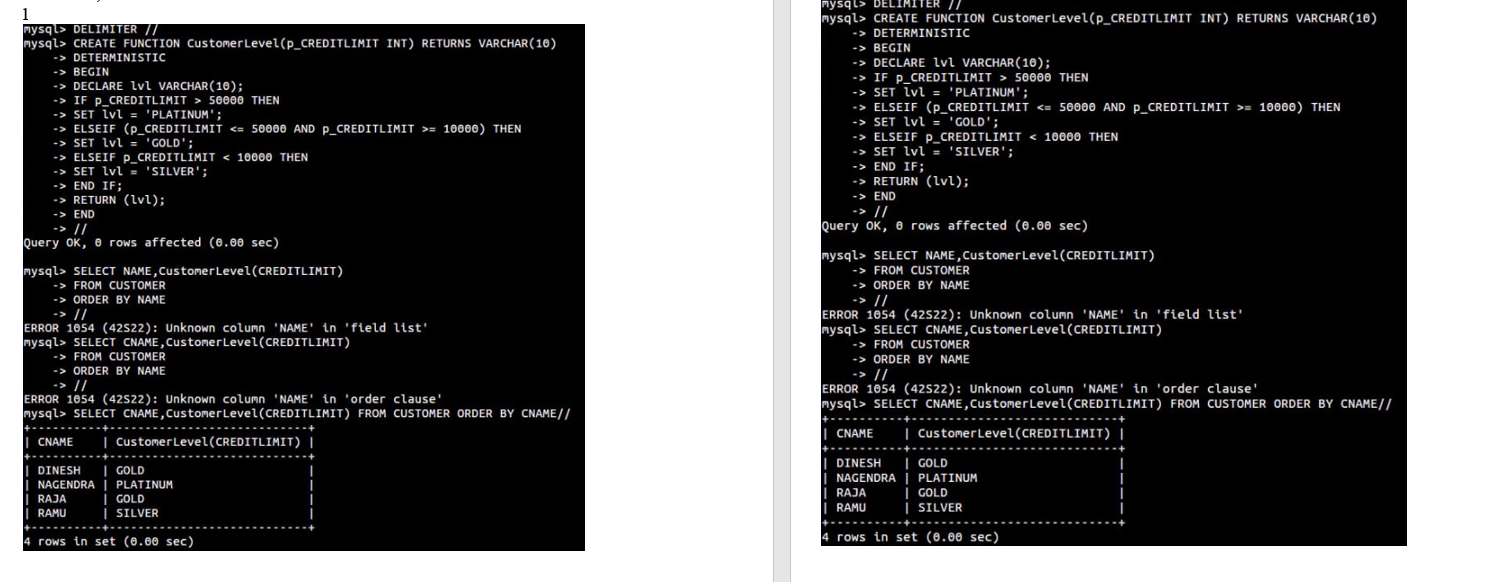 1
mysql> DELIMITER //
mysql> CREATE FUNCTION CustomerLevel(p_CREDITLIMIT INT) RETURNS VARCHAR(10)
    -> DETERMINISTIC
    -> BEGIN
    -> DECLARE lvl VARCHAR(10);
    -> IF p_CREDITLIMIT > 50000 THEN
    -> SET lvl = 'PLATINUM';
    -> ELSEIF (p_CREDITLIMIT <= 50000 AND p_CREDITLIMIT >= 10000) THEN
    -> SET lvl = 'GOLD';
    -> ELSEIF p_CREDITLIMIT < 10000 THEN
    -> SET lvl = 'SILVER';
    -> END IF;
    -> RETURN (lvl);
    -> END
    -> //
Query OK, 0 rows affected (0.00 sec)
mysql> SELECT NAME,CustomerLevel(CREDITLIMIT)
    -> FROM CUSTOMER
    -> ORDER BY NAME
    -> //
ERROR 1054 (42S22): Unknown column 'NAME' in 'field list'
mysql> SELECT CNAME,CustomerLevel(CREDITLIMIT)
    -> FROM CUSTOMER
    -> ORDER BY NAME
    -> //
ERROR 1054 (42S22): Unknown column 'NAME' in 'order clause'
mysql> SELECT CNAME,CustomerLevel(CREDITLIMIT) FROM CUSTOMER ORDER BY CNAME//
+----------+----------------------------+
| CNAME    | CustomerLevel(CREDITLIMIT) |
+----------+----------------------------+
| DINESH   | GOLD                       |
| NAGENDRA | PLATINUM                   |
| RAJA     | GOLD                       |
| RAMU     | SILVER                     |
+----------+----------------------------+
4 rows in set (0.00 sec)
mysql> DELIMITER //
mysql> CREATE FUNCTION CustomerLevel(p_CREDITLIMIT INT) RETURNS VARCHAR(10)
    -> DETERMINISTIC
    -> BEGIN
    -> DECLARE lvl VARCHAR(10);
    -> IF p_CREDITLIMIT > 50000 THEN
    -> SET lvl = 'PLATINUM';
    -> ELSEIF (p_CREDITLIMIT <= 50000 AND p_CREDITLIMIT >= 10000) THEN
    -> SET lvl = 'GOLD';
    -> ELSEIF p_CREDITLIMIT < 10000 THEN
    -> SET lvl = 'SILVER';
    -> END IF;
    -> RETURN (lvl);
    -> END
    -> //
Query OK, 0 rows affected (0.00 sec)
mysql> SELECT NAME,CustomerLevel(CREDITLIMIT)
    -> FROM CUSTOMER
    -> ORDER BY NAME
    -> //
ERROR 1054 (42S22): Unknown column 'NAME' in 'field list'
mysql> SELECT CNAME,CustomerLevel(CREDITLIMIT)
    -> FROM CUSTOMER
    -> ORDER BY NAME
    -> //
ERROR 1054 (42S22): Unknown column 'NAME' in 'order clause'
mysql> SELECT CNAME,CustomerLevel(CREDITLIMIT) FROM CUSTOMER ORDER BY CNAME//
+----------+----------------------------+
| CNAME    | CustomerLevel(CREDITLIMIT) |
+----------+----------------------------+
| DINESH   | GOLD                       |
| NAGENDRA | PLATINUM                   |
| RAJA     | GOLD                       |
| RAMU     | SILVER                     |
+----------+----------------------------+
4 rows in set (0.00 sec)